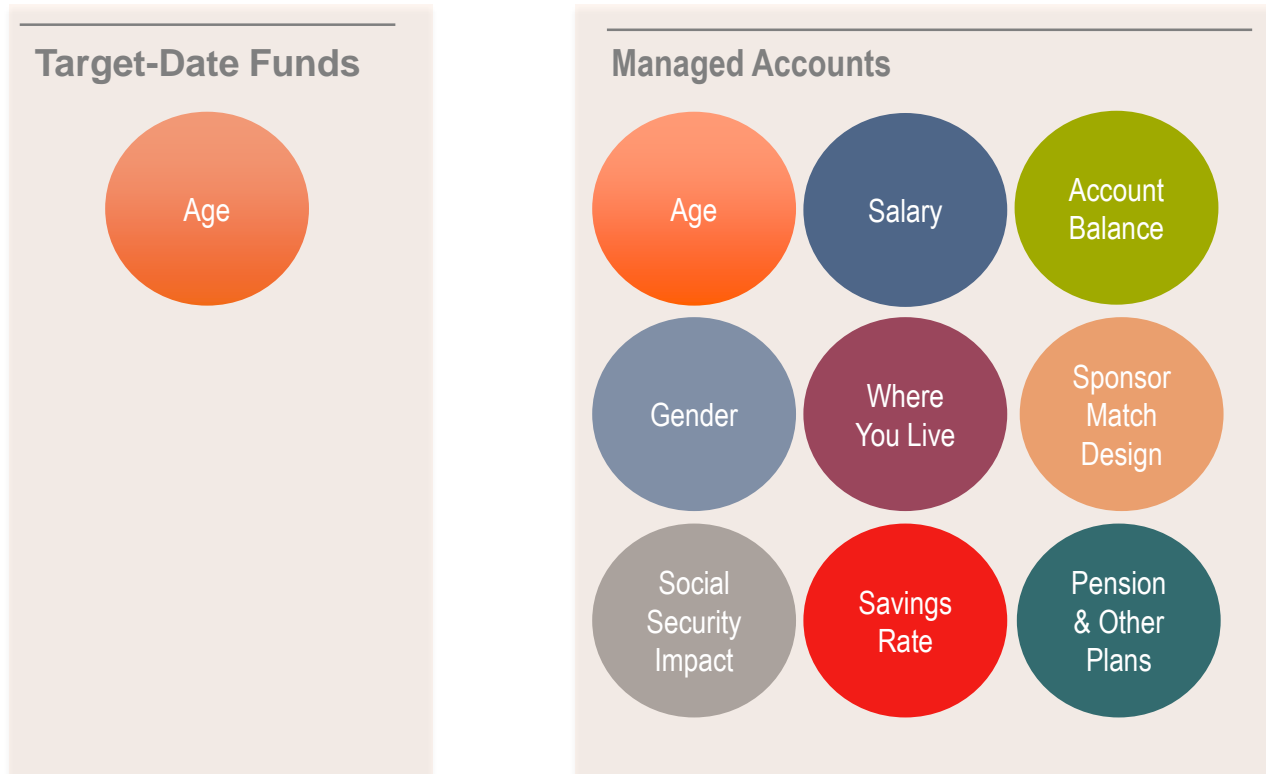 Target-Date Funds
Age
Managed Accounts
Age
Salary
Account
Balance
Gender
Where
You Live
Sponsor
Match
Design
Social
Security
Impact
Savings
Rate
Pension
& Other
Plans